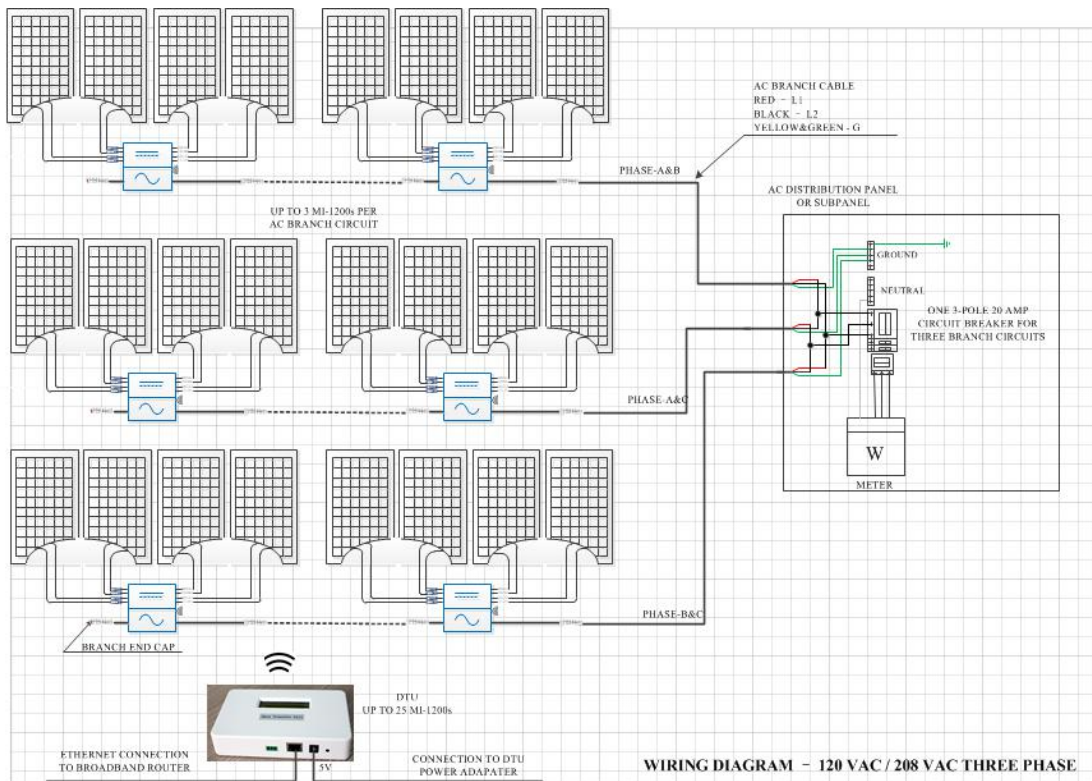 AC BRANCH CABLE
RED - L1
BLACK - L2
YELLOW&GREEN - G
PHASE-A&B
AC DISTRIBUTION PANEL
OR SUBPANEL
UP TO 3 MI-1200s PER
AC BRANCH CIRCUIT
GROUND
NEUTRAL
ONE 3-POLE 20 AMP
CIRCUIT BREAKER FOR
THREE BRANCH CIRCUITS
PHASE-A&C
W
METER
PHASE-B&C
BRANCH END CAP
DTU
UP TO 25 MI-1200s
ETHERNET CONNECTION
TO BROADBAND ROUTER
5V
CONNECTION TO DTU
POWER ADAPATER
WIRING DIAGRAM - 120 VAC / 208 VAC THREE PHASE